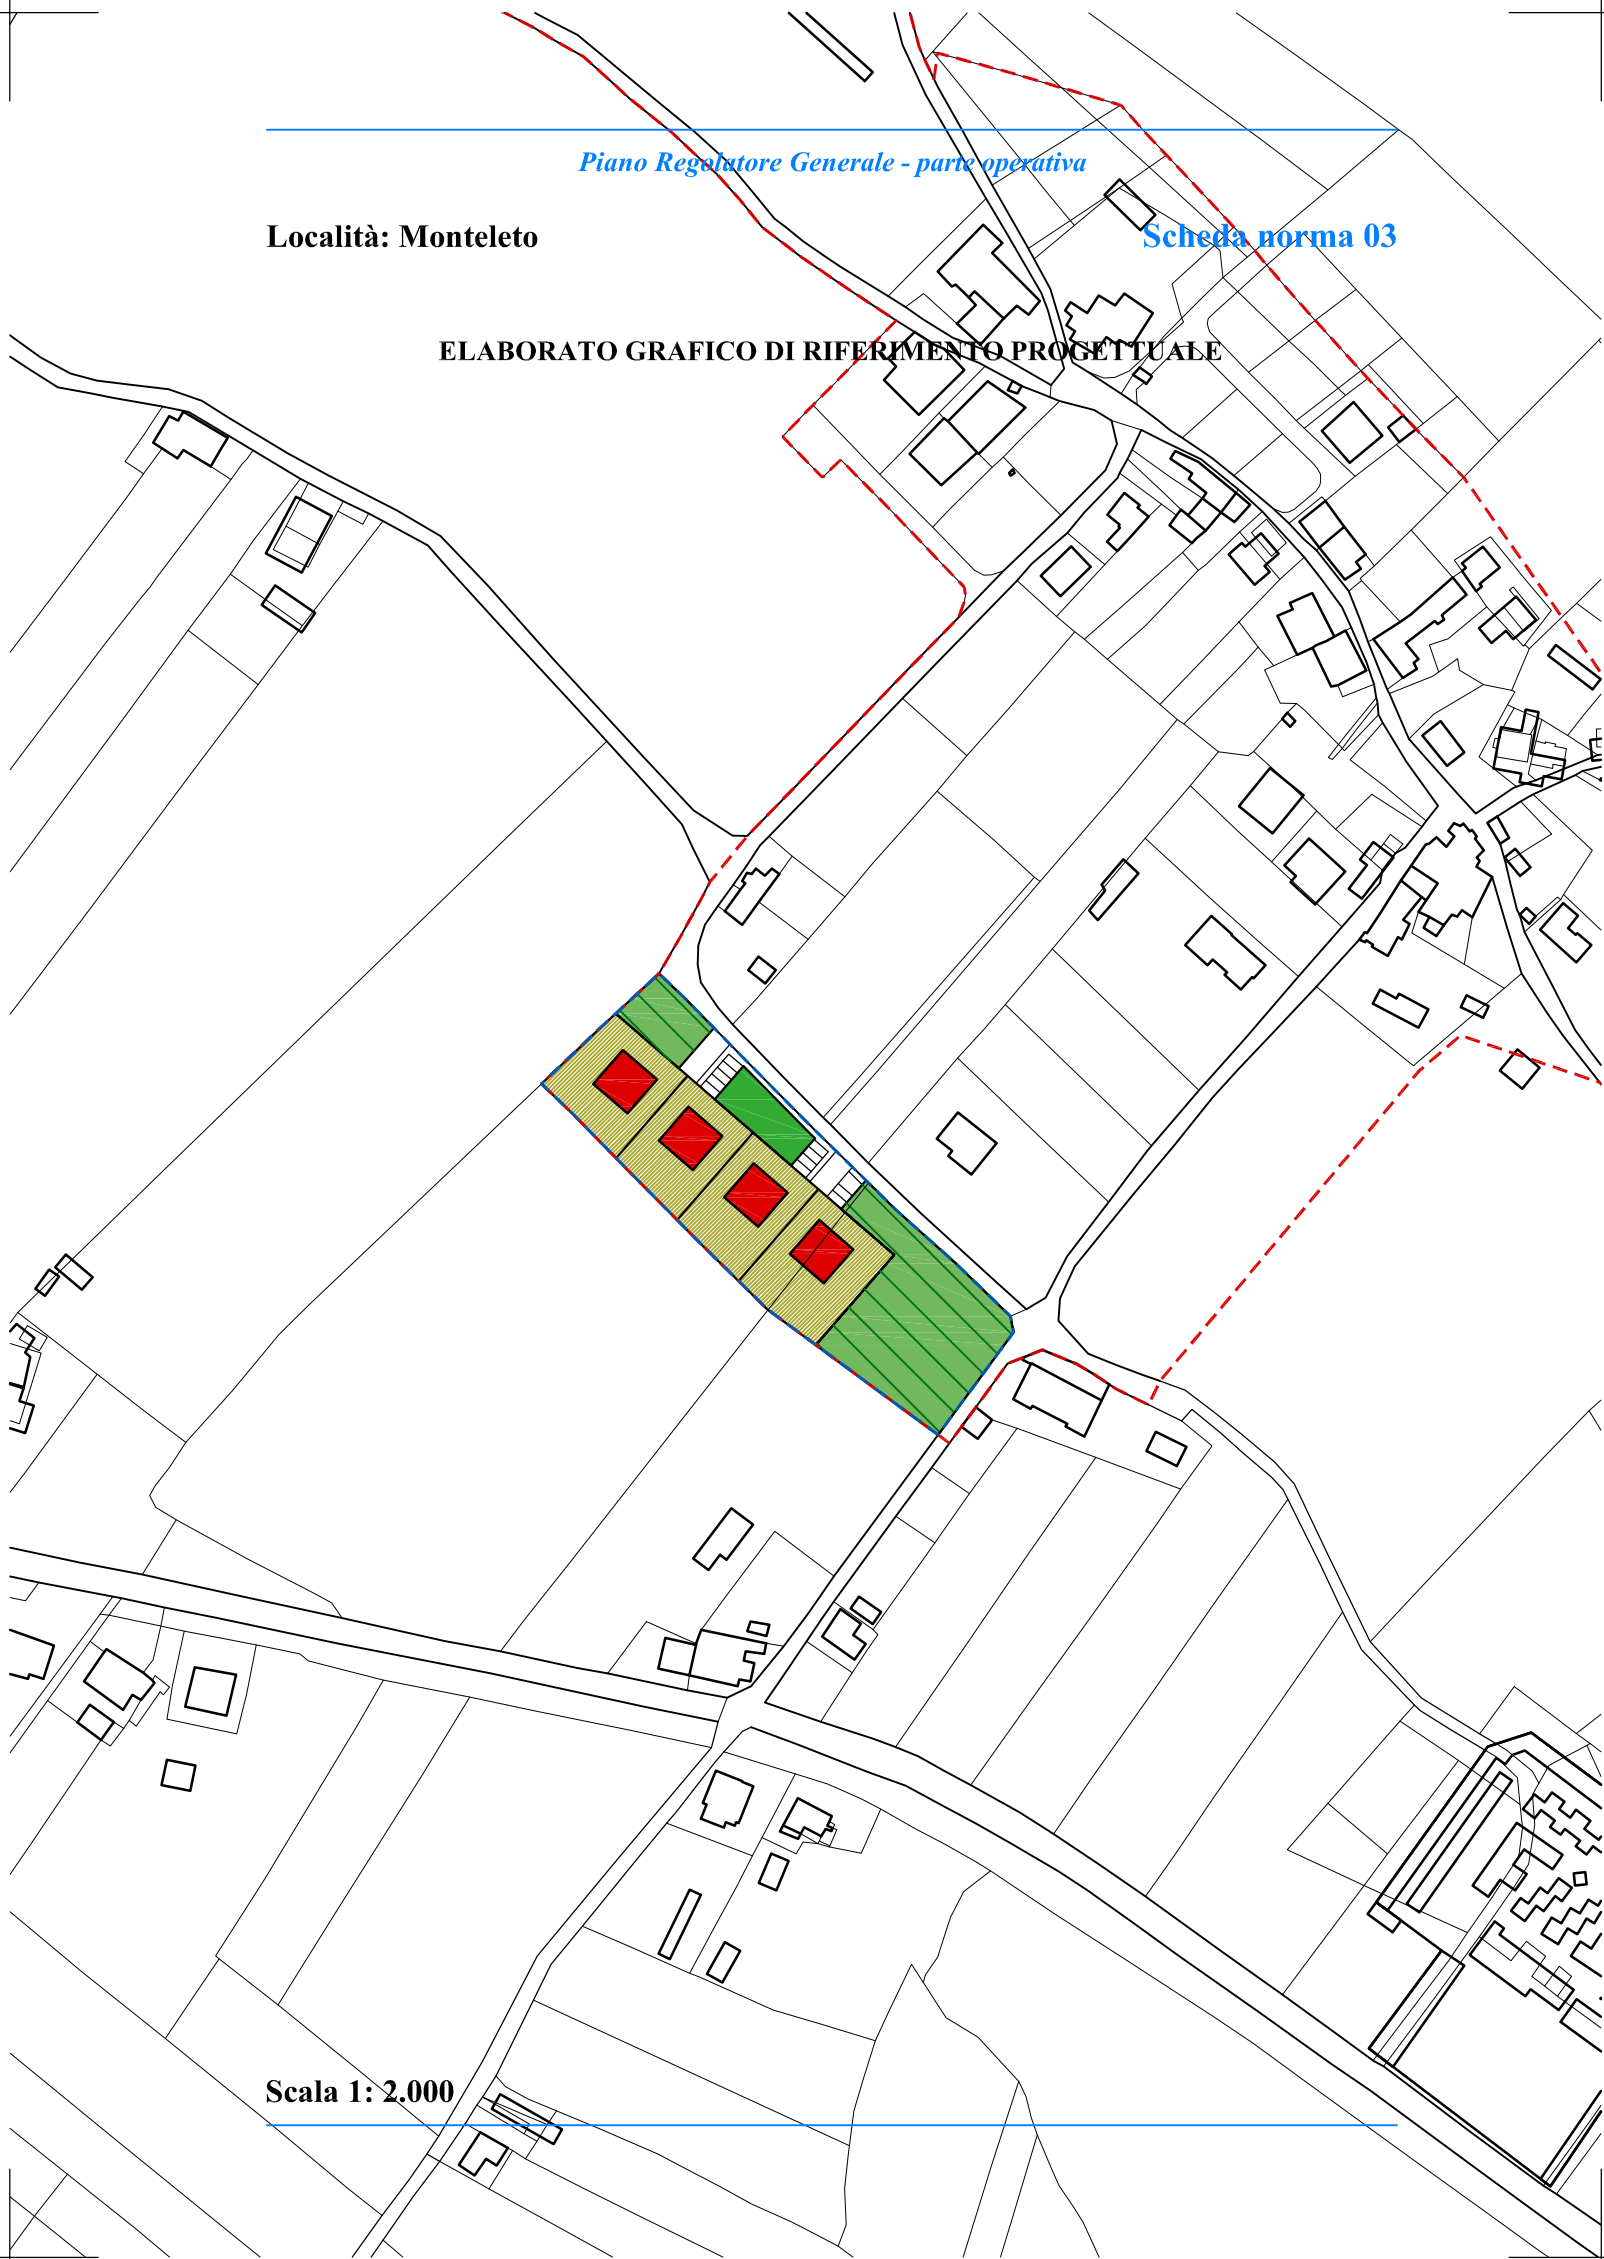 Piano Regolatore Generale - parte operativa
Località: Monteleto
Scheda norma 03
ELABORATO GRAFICO DI RIFERIMENTO PROGETTUALE
Scala 1: 2.000